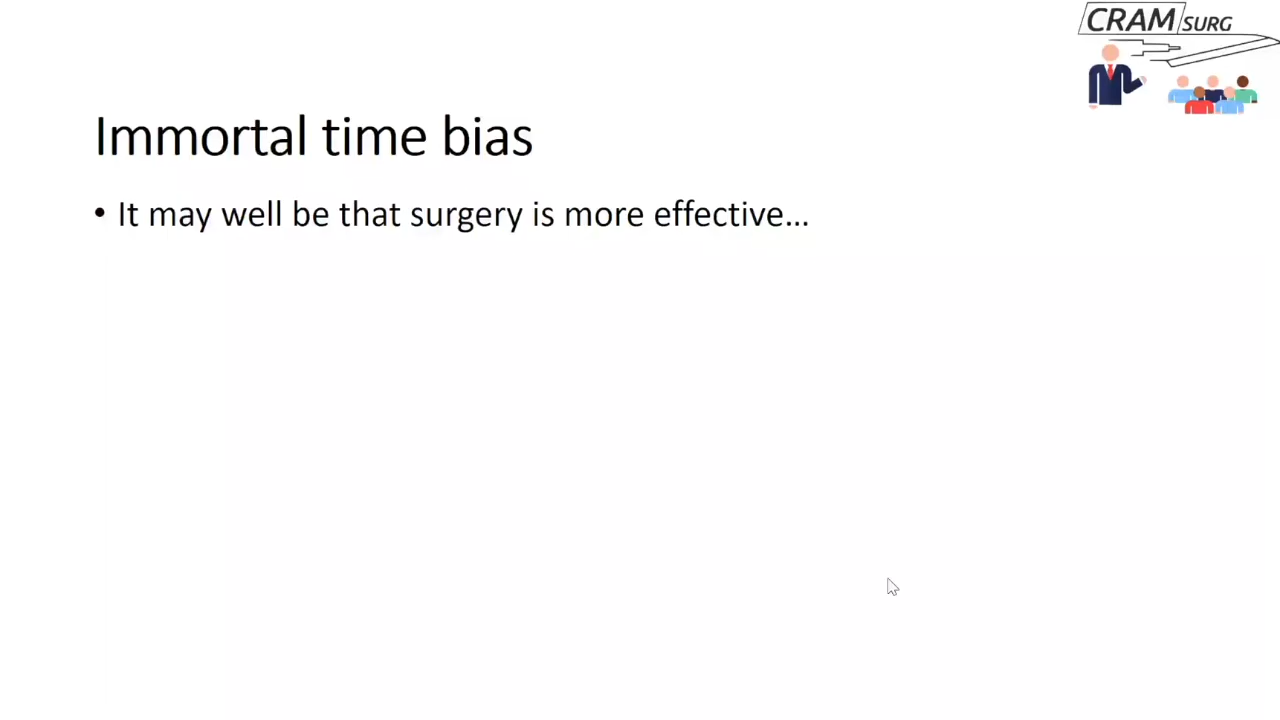 CRAM SURG
Immortal time bias
• It may well be that surgery is more effective...